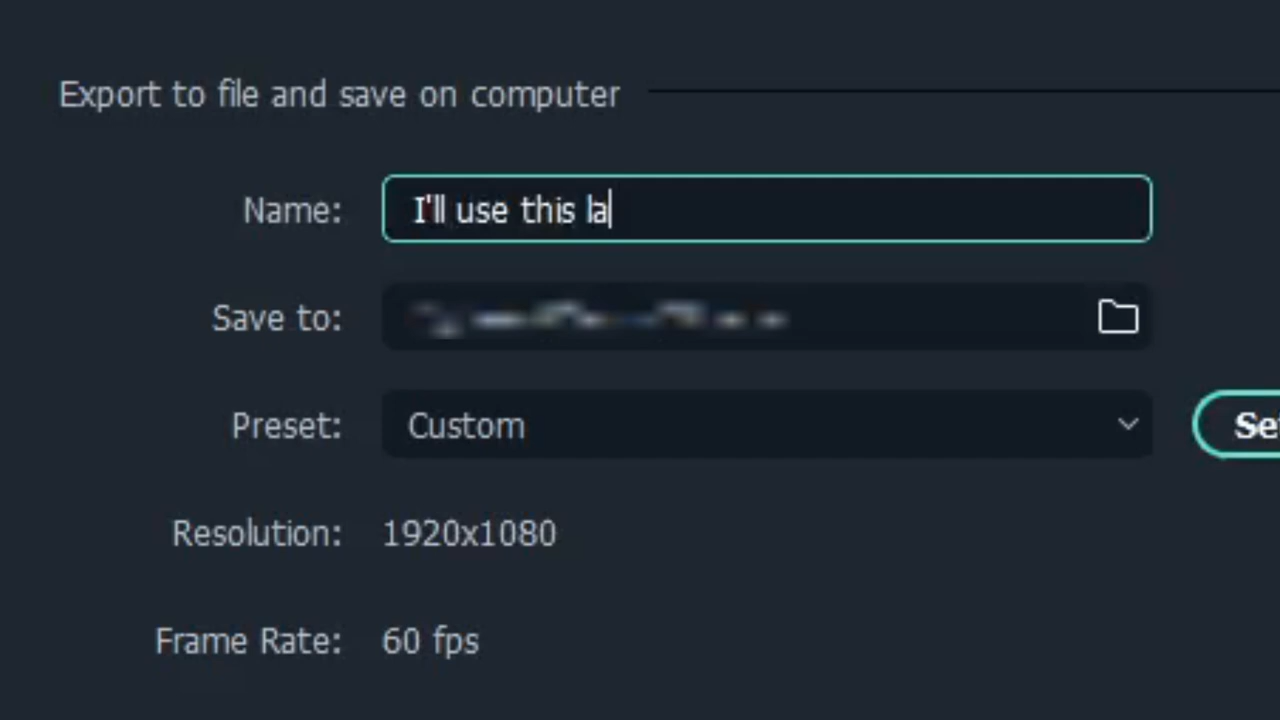 Export to file and save on computer
Name: I'll use this la
Save to:
Preset: Custom
Resolution: 1920x1080
Frame Rate: 60 fps